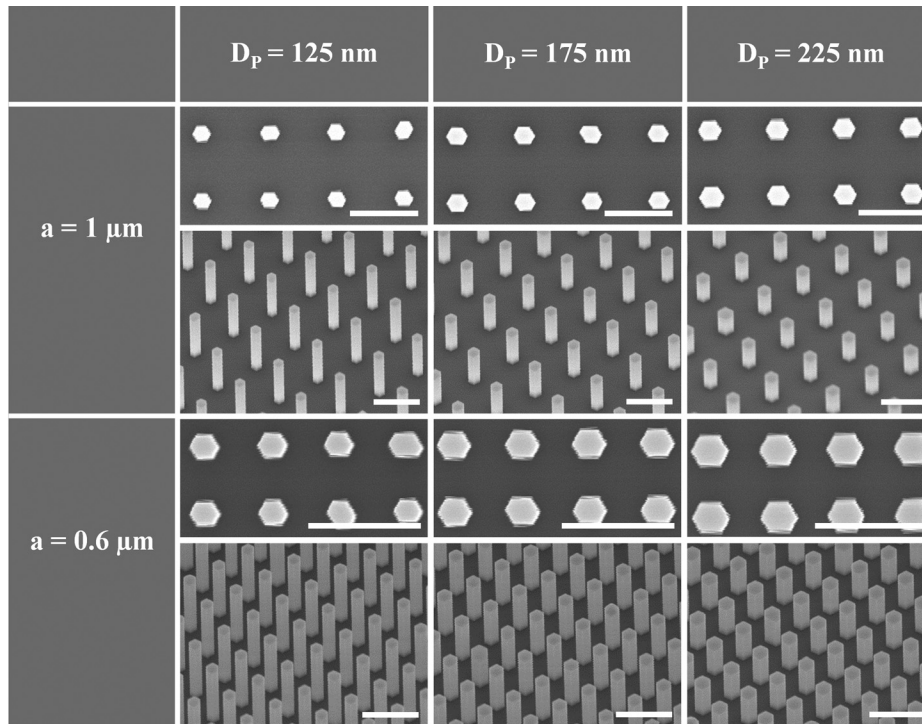 D_P = 125 nm
D_P = 175 nm
D_P = 225 nm
a = 1 µm
a = 0.6 µm